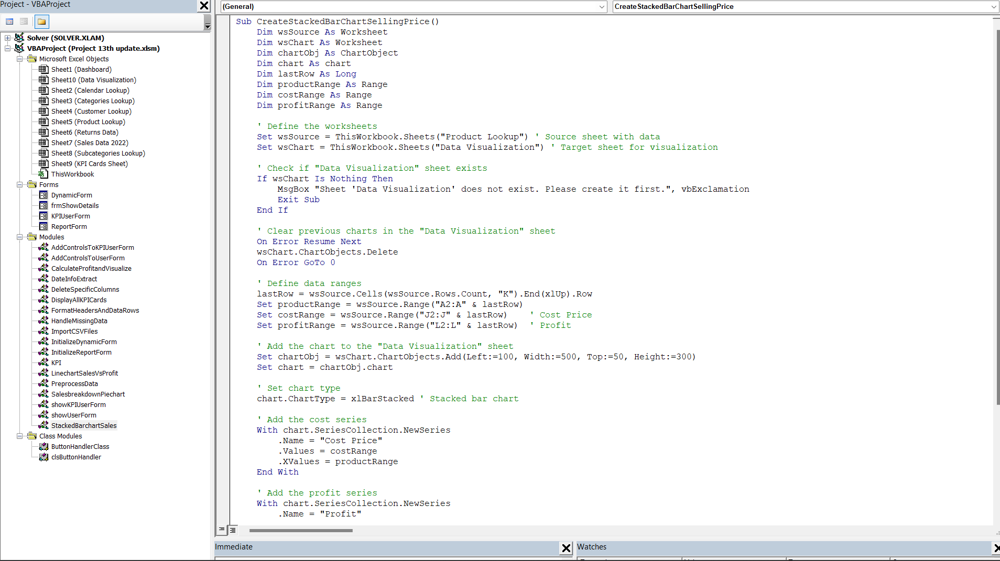 Project - VBAProject
Solver (SOLVER.XLAM)
VBAProject (Project 13th update.xlsm)
Microsoft Excel Objects
Sheet1 (Dashboard)
Sheet10 (Data Visualization)
Sheet2 (Calendar Lookup)
Sheet3 (Categories Lookup)
Sheet4 (Customer Lookup)
Sheet5 (Product Lookup)
Sheet6 (Returns Data)
Sheet7 (Sales Data 2022)
Sheet8 (Subcategories Lookup)
Sheet9 (KPI Cards Sheet)
ThisWorkbook
Forms
DynamicForm
frmShowDetails
KPIUserForm
ReportForm
Modules
AddControlsToKPIUserForm
AddControlsToUserForm
CalculateProfitandVisualize
DateInfoExtract
DeleteSpecificColumns
DisplayAllKPICards
FormatHeadersAndDataRows
HandleMissingData
ImportCSVFiles
InitializeDynamicForm
InitializeReportForm
KPI
LinechartSalesVsProfit
PreprocessData
SalesbreakdownPiechart
showKPIUserForm
showUserForm
StackedBarchartSales
Class Modules
ButtonHandlerClass
clsButtonHandler
(General)
CreateStackedBarChartSellingPrice
Sub CreateStackedBarChartSellingPrice()
    Dim wsSource As Worksheet
    Dim wsChart As Worksheet
    Dim chartObj As ChartObject
    Dim chart As chart
    Dim lastRow As Long
    Dim productRange As Range
    Dim costRange As Range
    Dim profitRange As Range
    ' Define the worksheets
    Set wsSource = ThisWorkbook.Sheets("Product Lookup") ' Source sheet with data
    Set wsChart = ThisWorkbook.Sheets("Data Visualization") ' Target sheet for visualization
    ' Check if "Data Visualization" sheet exists
    If wsChart Is Nothing Then
        MsgBox "Sheet 'Data Visualization' does not exist. Please create it first.", vbExclamation
        Exit Sub
    End If
    ' Clear previous charts in the "Data Visualization" sheet
    On Error Resume Next
    wsChart.ChartObjects.Delete
    On Error GoTo 0
    ' Define data ranges
    lastRow = wsSource.Cells(wsSource.Rows.Count, "K").End(xlUp).Row
    Set productRange = wsSource.Range("A2:A" & lastRow)
    Set costRange = wsSource.Range("J2:J" & lastRow)    ' Cost Price
    Set profitRange = wsSource.Range("L2:L" & lastRow)  ' Profit
    ' Add the chart to the "Data Visualization" sheet
    Set chartObj = wsChart.ChartObjects.Add(Left:=100, Width:=500, Top:=50, Height:=300)
    Set chart = chartObj.chart
    ' Set chart type
    chart.ChartType = xlBarStacked ' Stacked bar chart
    ' Add the cost series
    With chart.SeriesCollection.NewSeries
        .Name = "Cost Price"
        .Values = costRange
        .XValues = productRange
    End With
    ' Add the profit series
    With chart.SeriesCollection.NewSeries
        .Name = "Profit"
Immediate
Watches